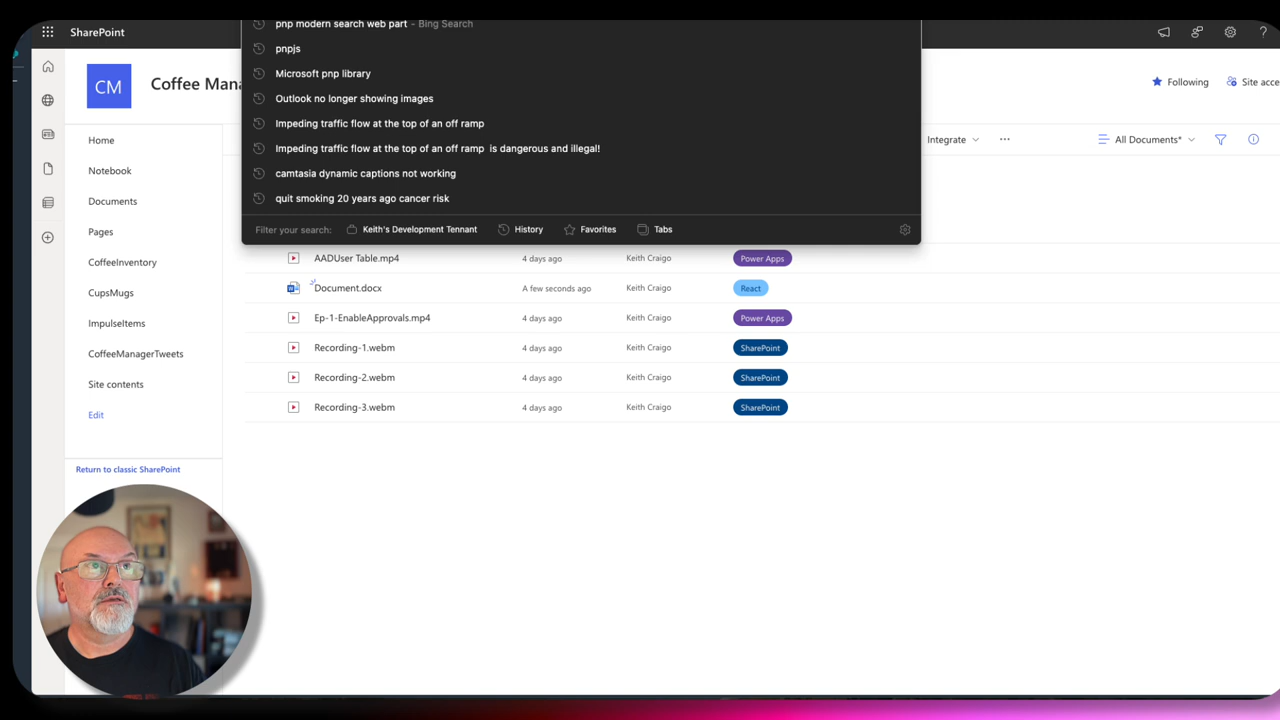 pnp modern search web part – Bing Search
SharePoint
pnpjs
Microsoft pnp library
CM
Coffee Mana
Following
Site acce
Outlook no longer showing images
Impeding traffic flow at the top of an off ramp
Impeding traffic flow at the top of an off ramp is dangerous and illegal!
camtasia dynamic captions not working
quit smoking 20 years ago cancer risk
Filter your search:
Keith's Development Tennant
History
Favorites
Tabs
Integrate
All Documents*
Home
Notebook
Documents
Pages
CoffeeInventory
CupsMugs
ImpulseItems
CoffeeManagerTweets
Site contents
Edit
Return to classic SharePoint
AADUser Table.mp4 4 days ago Keith Craigo Power Apps
Document.docx A few seconds ago Keith Craigo React
Ep-1-EnableApprovals.mp4 4 days ago Keith Craigo Power Apps
Recording-1.webm 4 days ago Keith Craigo SharePoint
Recording-2.webm 4 days ago Keith Craigo SharePoint
Recording-3.webm 4 days ago Keith Craigo SharePoint